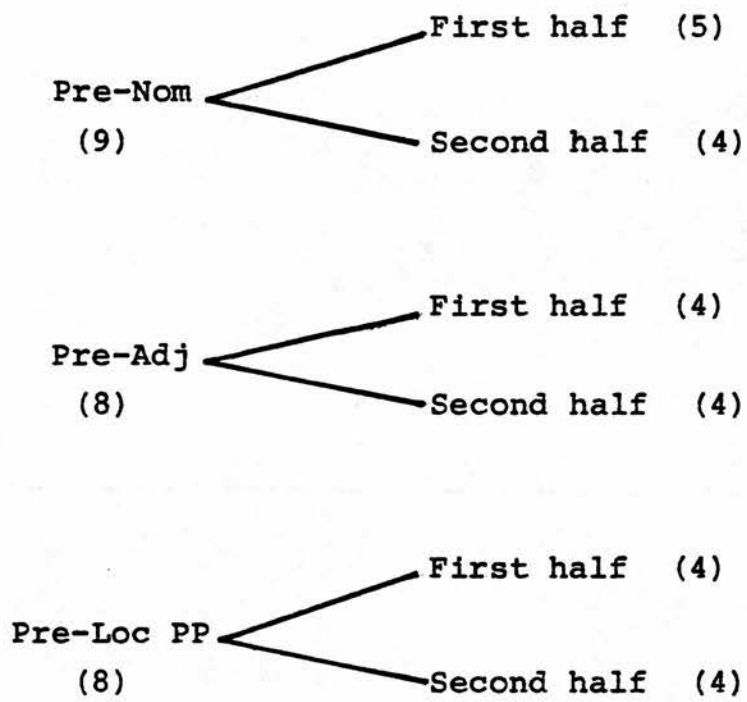 First half (5)
Pre-Nom
(9)
Second half (4)
First half (4)
Pre-Adj
(8)
Second half (4)
First half (4)
Pre-Loc PP
(8)
Second half (4)